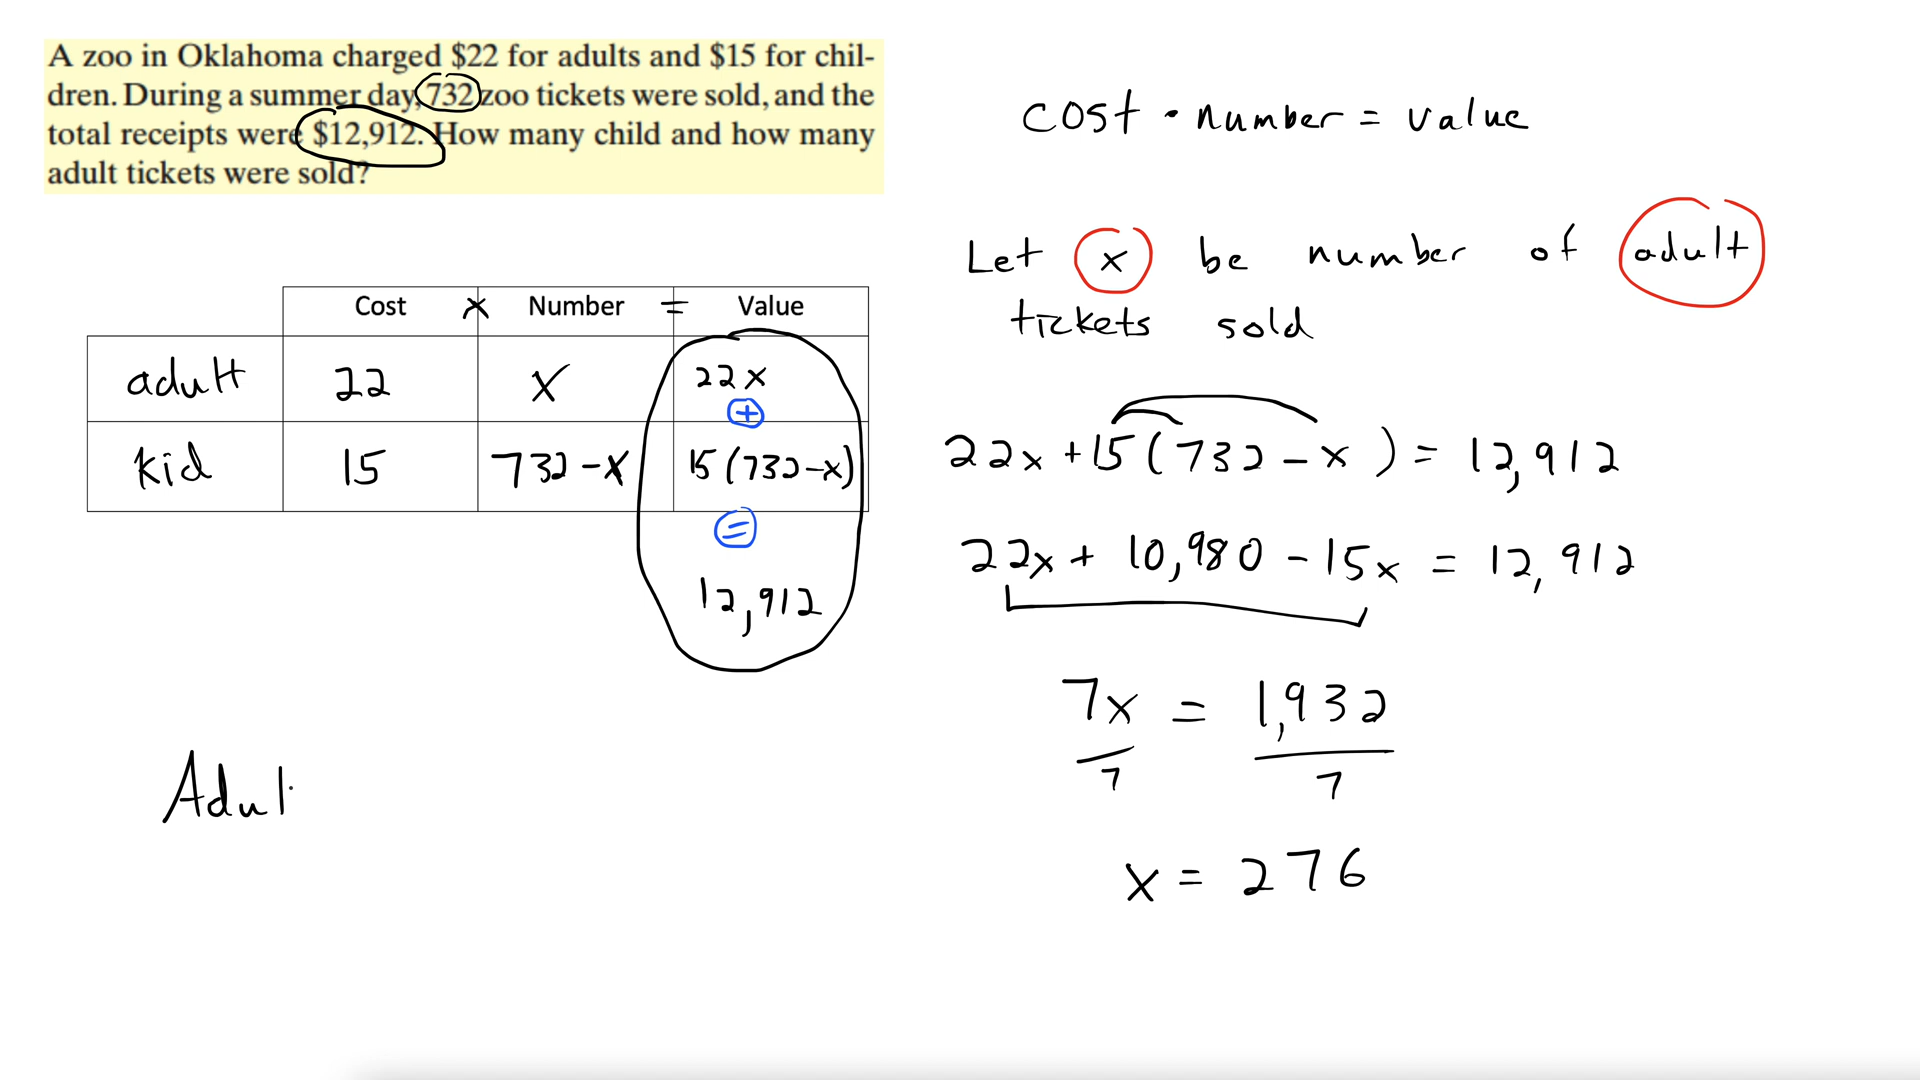 A zoo in Oklahoma charged $22 for adults and $15 for chil-
dren. During a summer day, 732 zoo tickets were sold, and the
total receipts were $12,912. How many child and how many
adult tickets were sold?
cost · number = value
Let x be number of adult
tickets sold
Cost × Number = Value
adult 22 x 22x
+
kid 15 732-x 15(732-x)
=
12,912
22x +15(732-x) = 12,912
22x + 10,980 - 15x = 12,912
7x = 1,932
7 7
x = 276
Adul